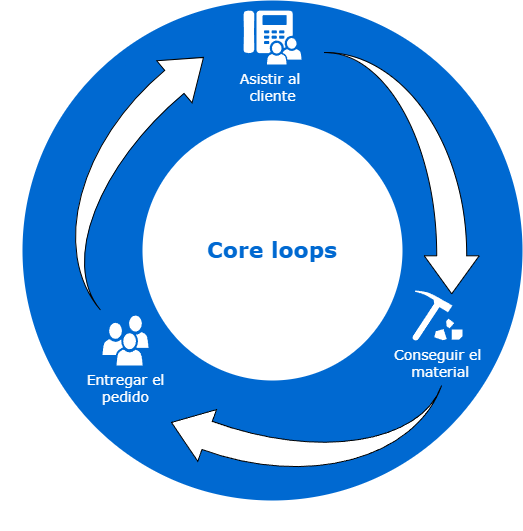 Asistir al
cliente
Core loops
Conseguir el
material
Entregar el
pedido